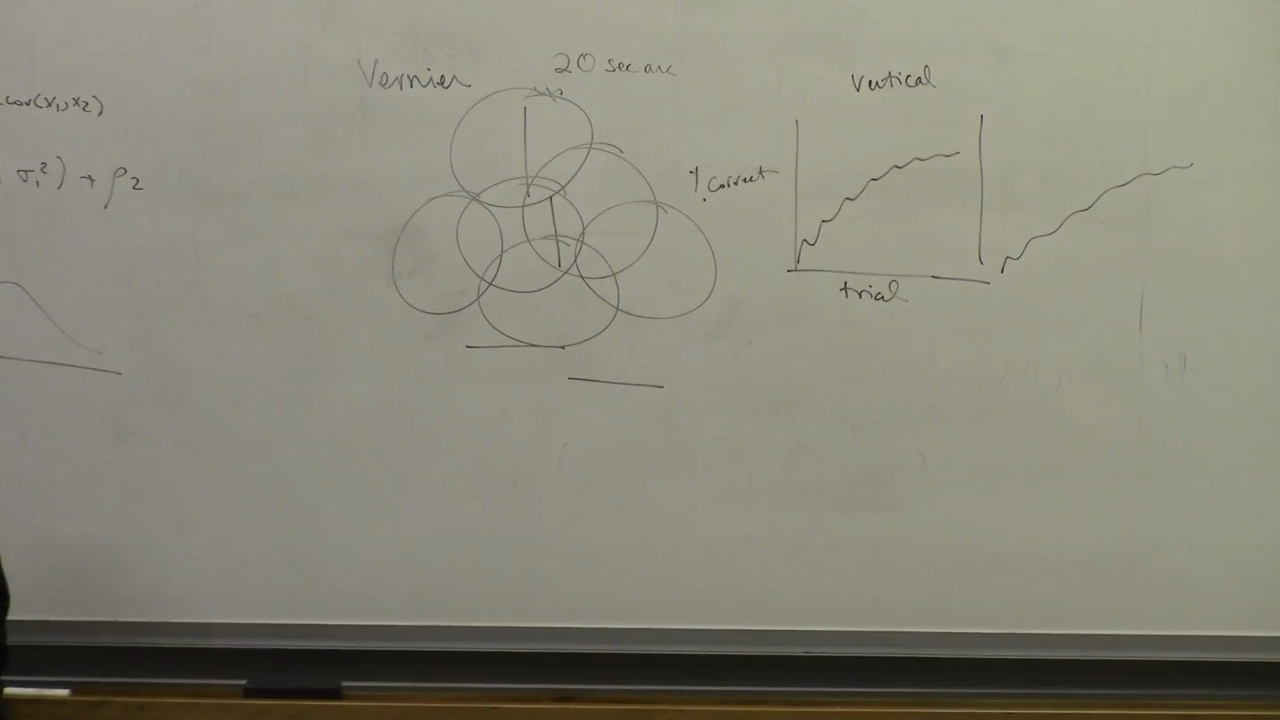 cov(x₁,x₂)
σ₁²) + ρ2
Vernier
20 sec arc
Vertical
% correct
trial